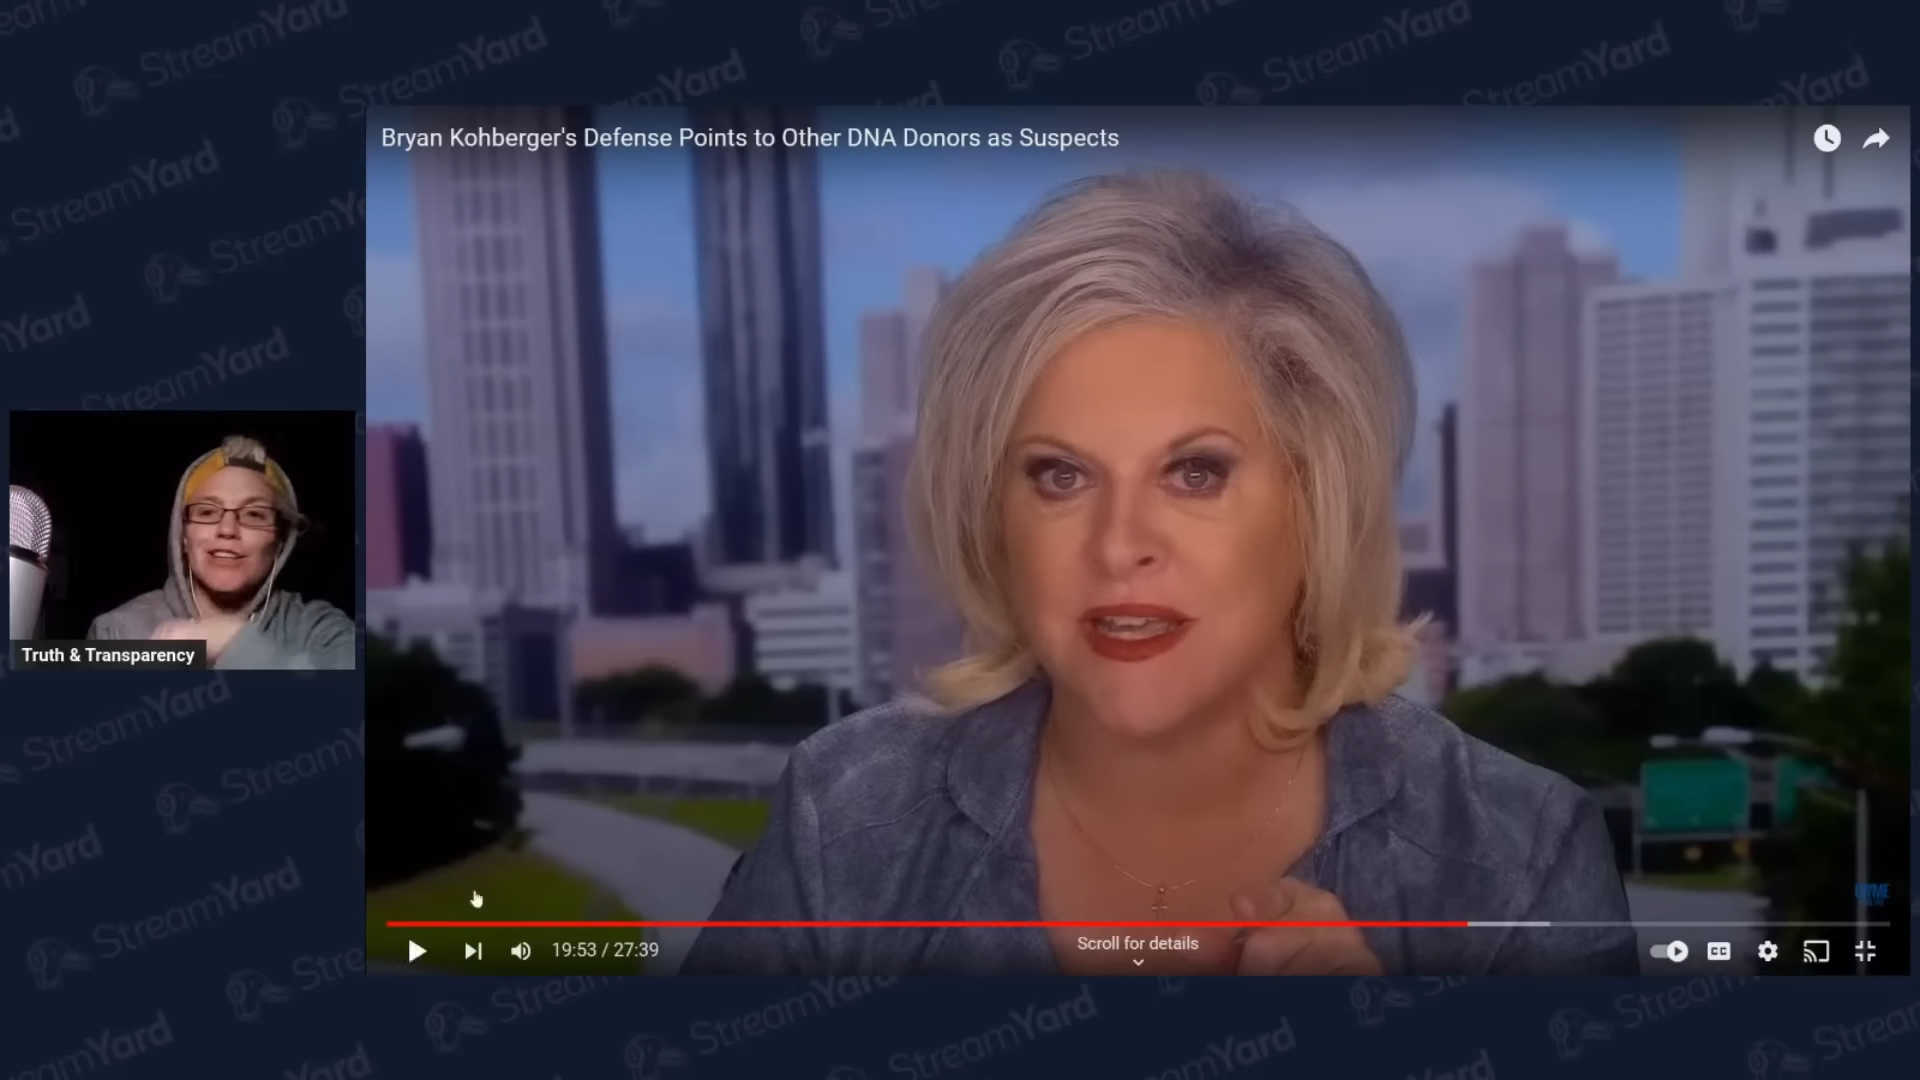 Bryan Kohberger's Defense Points to Other DNA Donors as Suspects
Truth & Transparency
19:53 / 27:39
Scroll for details
CC
StreamYard